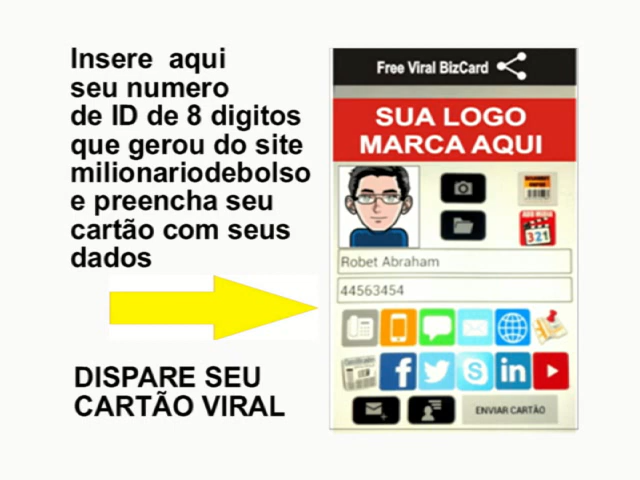 Insere aqui
seu numero
de ID de 8 digitos
que gerou do site
milionariodebolso
e preencha seu
cartão com seus
dados
DISPARE SEU
CARTÃO VIRAL
Free Viral BizCard
SUA LOGO
MARCA AQUI
321
Robet Abraham
44563454
ENVIAR CARTÃO